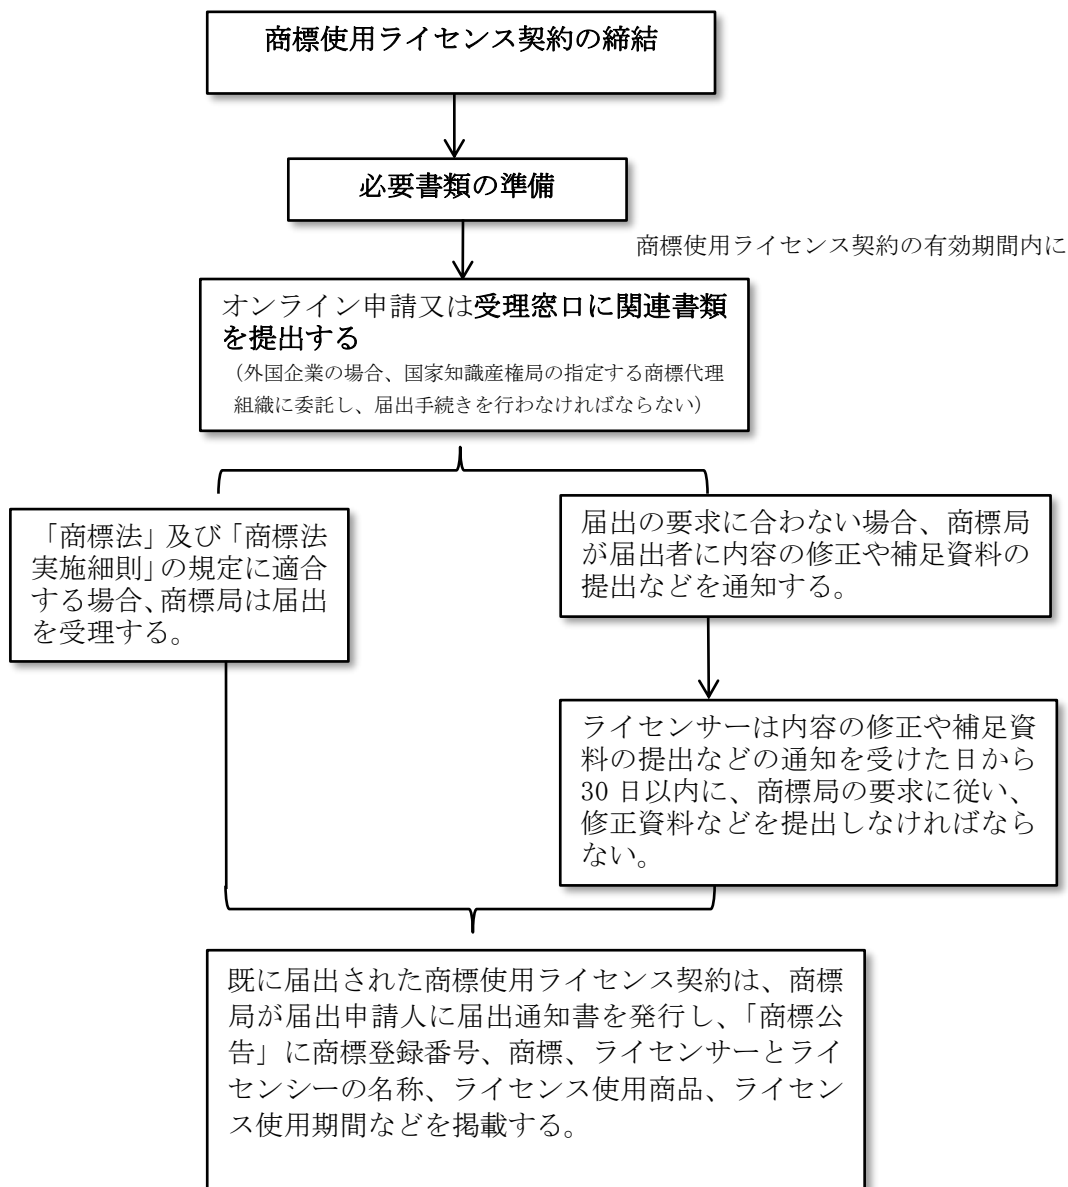 商標使用ライセンス契約の締結
必要書類の準備
商標使用ライセンス契約の有効期間内に
オンライン申請又は受理窓口に関連書類
を提出する
（外国企業の場合、国家知識産権局の指定する商標代理
組織に委託し、届出手続きを行わなければならない）
「商標法」及び「商標法
実施細則」の規定に適合
する場合、商標局は届出
を受理する。
届出の要求に合わない場合、商標局
が届出者に内容の修正や補足資料の
提出などを通知する。
ライセンサーは内容の修正や補足資
料の提出などの通知を受けた日から
30 日以内に、商標局の要求に従い、
修正資料などを提出しなければなら
ない。
既に届出された商標使用ライセンス契約は、商標
局が届出申請人に届出通知書を発行し、「商標公
告」に商標登録番号、商標、ライセンサーとライ
センシーの名称、ライセンス使用商品、ライセン
ス使用期間などを掲載する。